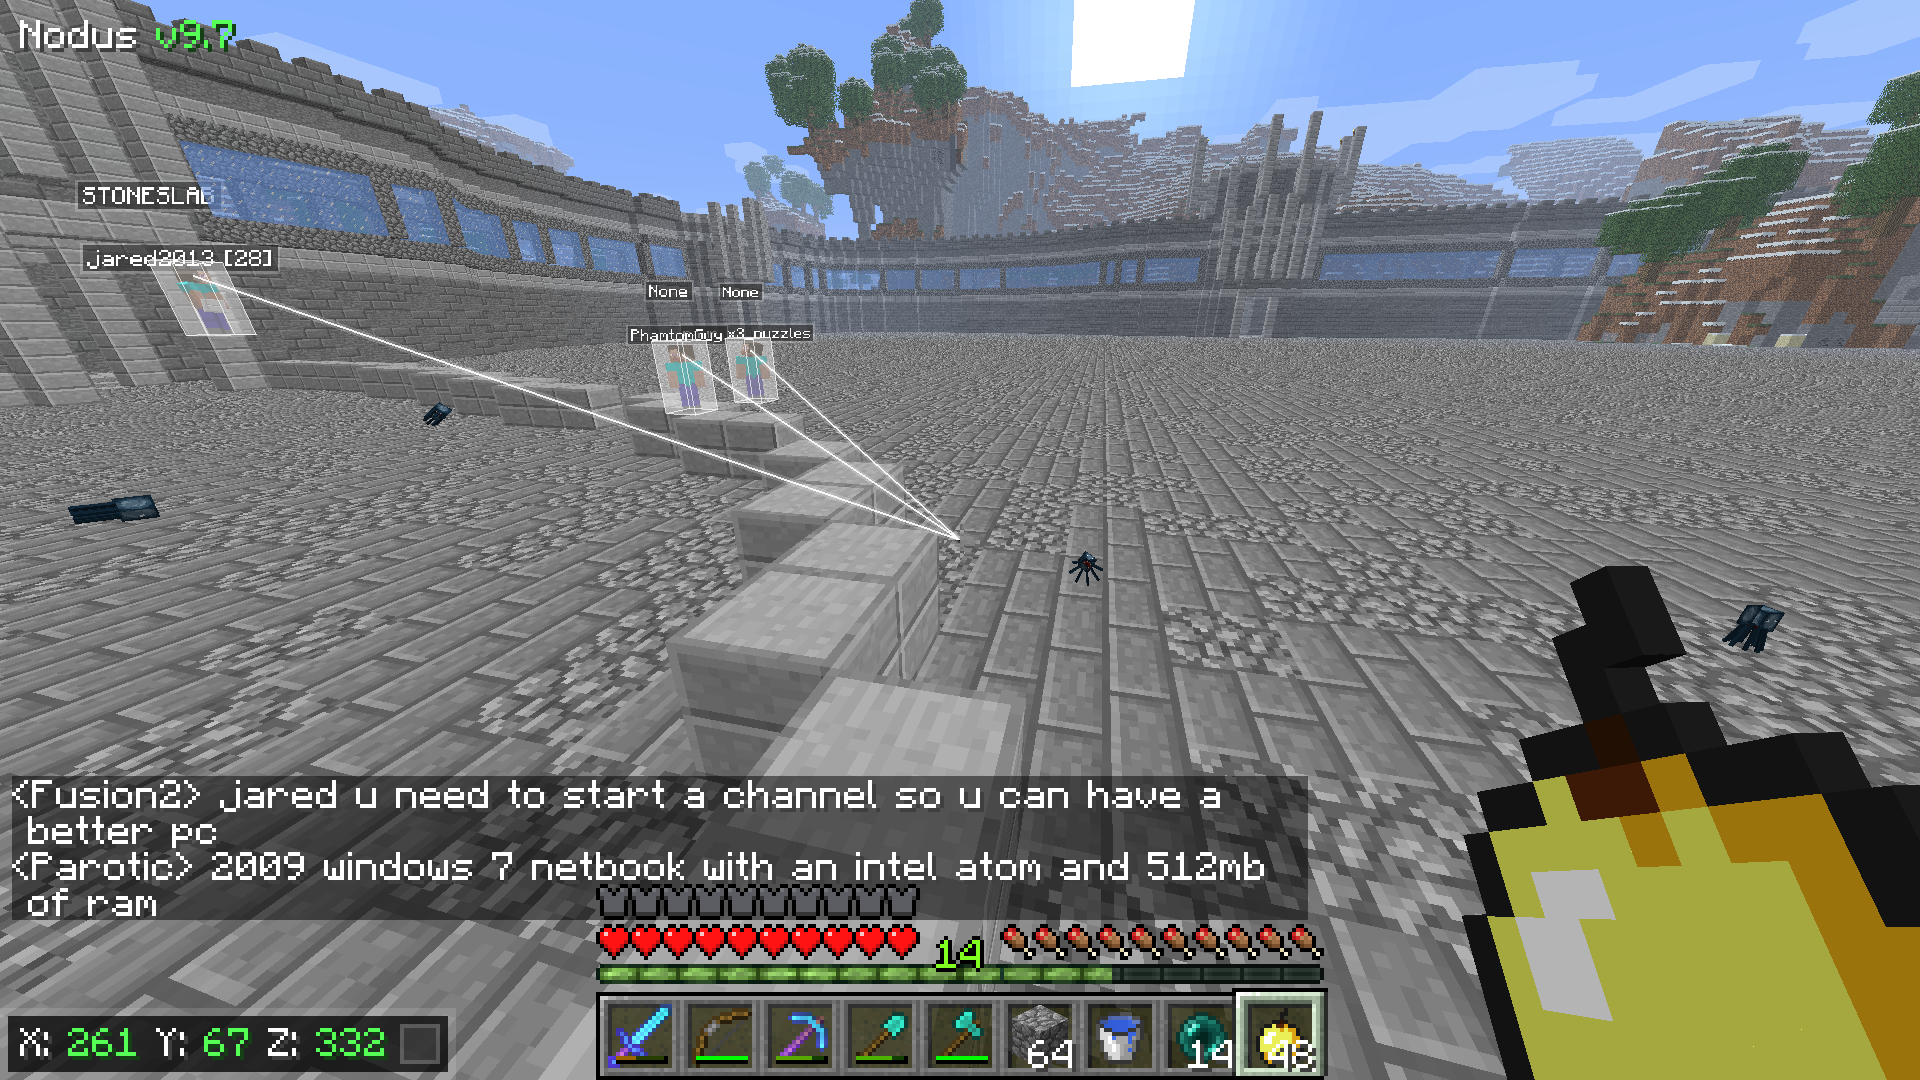 Nodus v9.7
STONESLAB
jared2013 [28]
None
None
PhantomGuy
x3_puzzles
<Fusion2> jared u need to start a channel so u can have a
better pc
<Parotic> 2009 windows 7 netbook with an intel atom and 512mb
of ram
14
64
14
48
X: 261 Y: 67 Z: 332